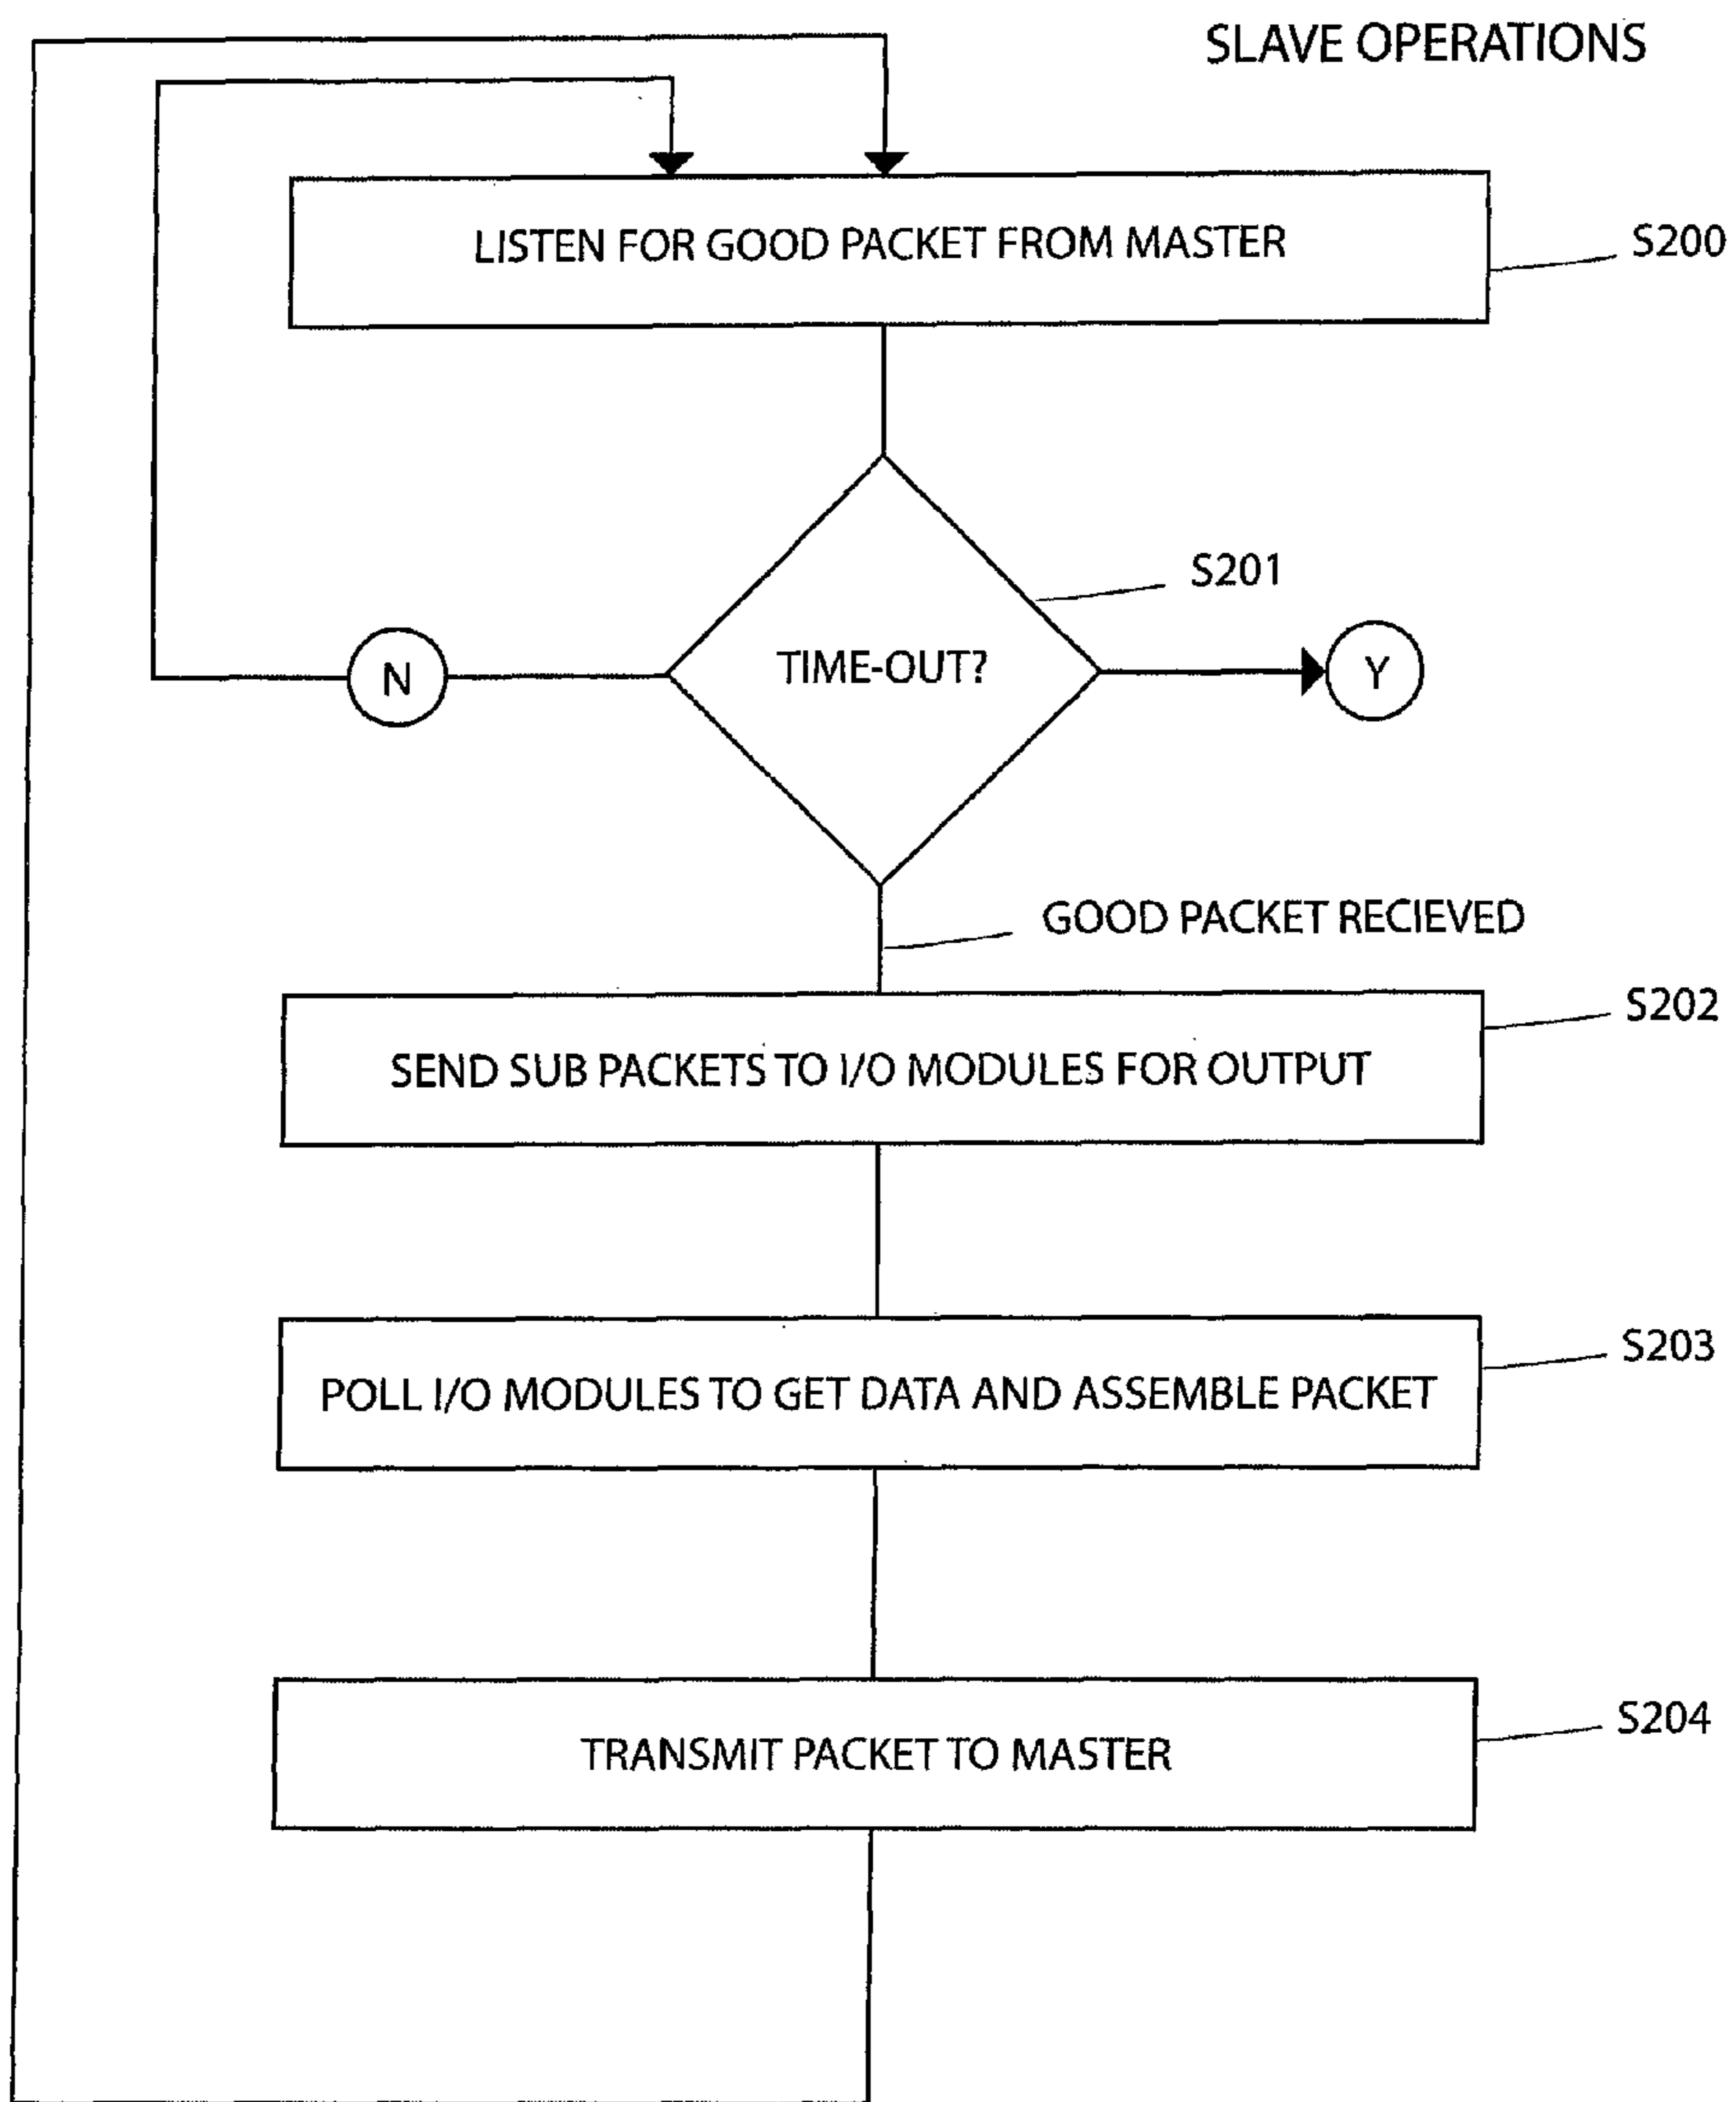 SLAVE OPERATIONS
LISTEN FOR GOOD PACKET FROM MASTER
S200
S201
TIME-OUT?
N
Y
GOOD PACKET RECIEVED
S202
SEND SUB PACKETS TO I/O MODULES FOR OUTPUT
S203
POLL I/O MODULES TO GET DATA AND ASSEMBLE PACKET
S204
TRANSMIT PACKET TO MASTER